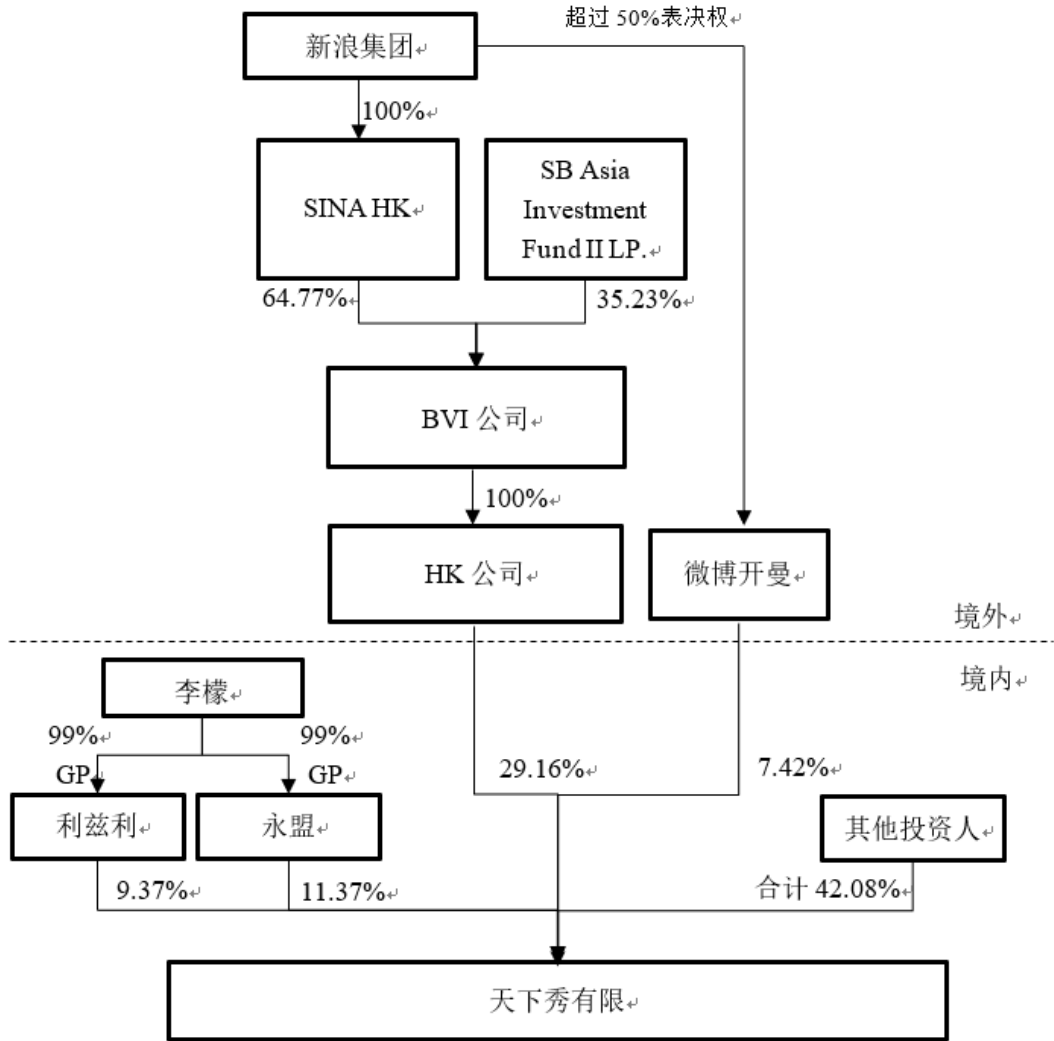 超过 50%表决权↵
新浪集团↵
100%↵
SINA HK↵
SB Asia
Investment
Fund II LP.↵
64.77%↵
35.23%↵
BVI 公司↵
100%↵
HK 公司↵
微博开曼↵
境外↵
境内↵
李檬↵
99%↵
99%↵
GP↵
GP↵
29.16%↵
7.42%↵
利兹利↵
永盟↵
其他投资人↵
9.37%↵
11.37%↵
合计 42.08%↵
天下秀有限↵